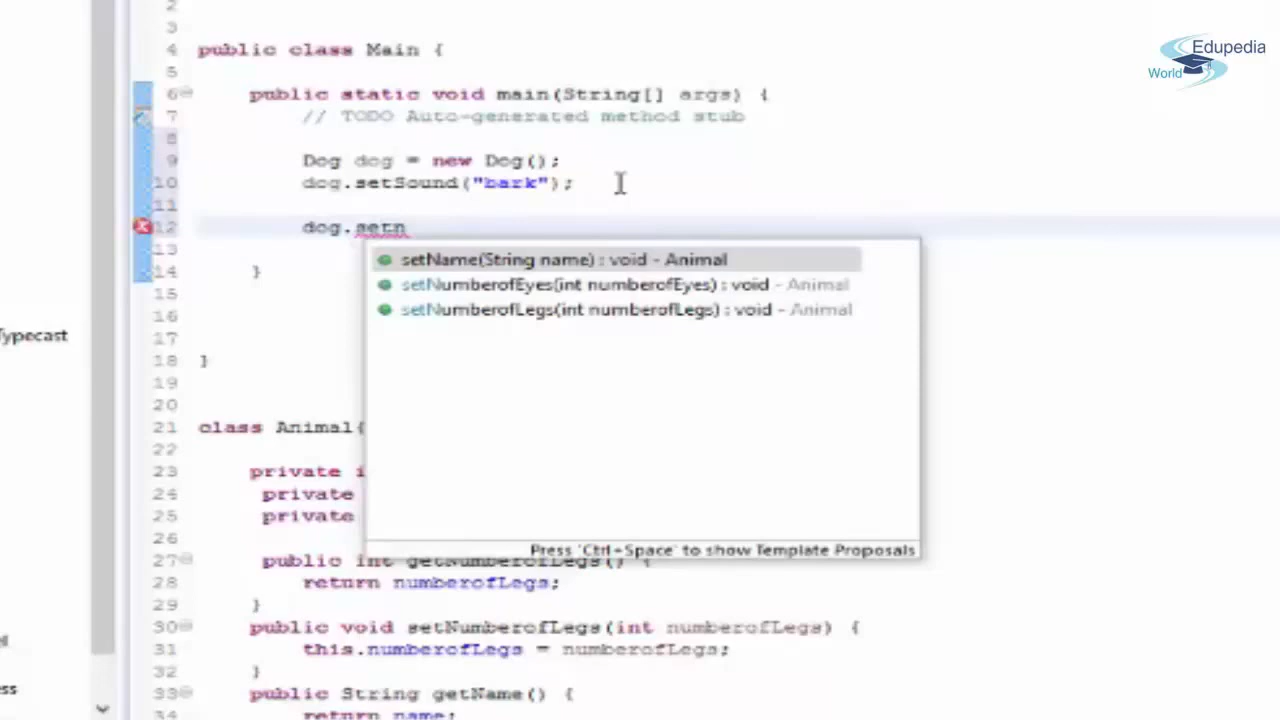 Edupedia
World
2
3
4 public class Main {
5
6 public static void main(String[] args) {
7 // TODO Auto-generated method stub
8
9 Dog dog = new Dog();
10 dog.setSound("bark");
11
12 dog.setn
setName(String name) : void - Animal
setNumberofEyes(int numberofEyes) : void - Animal
setNumberofLegs(int numberofLegs) : void - Animal
Press 'Ctrl+Space' to show Template Proposals
13
14 }
15
16
17
Typecast
18 }
19
20
21 class Animal{
22
23 private i
24 private
25 private
26
27 public int getNumberofLegs() {
28 return numberofLegs;
29 }
30 public void setNumberofLegs(int numberofLegs) {
31 this.numberofLegs = numberofLegs;
32 }
33 public String getName() {
34 return name;